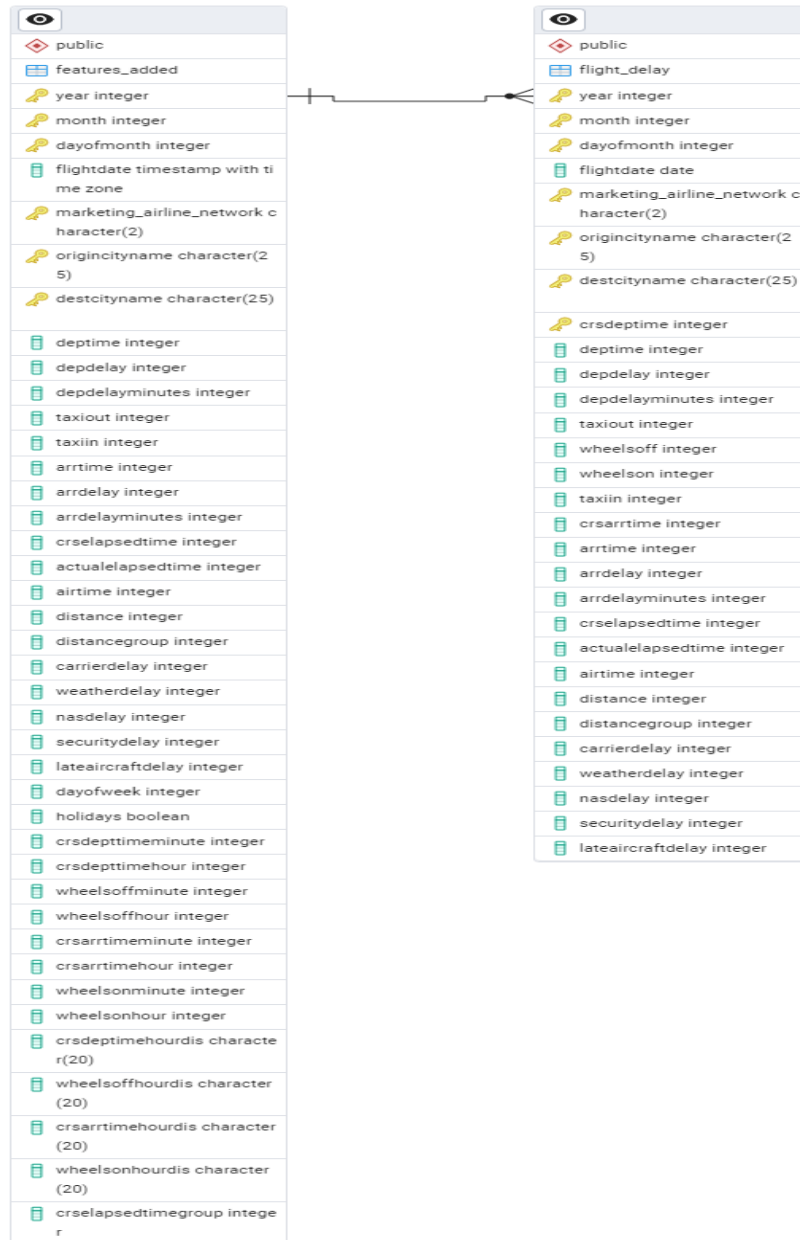 public
features_added
year integer
month integer
dayofmonth integer
flightdate timestamp with ti
me zone
marketing_airline_network c
haracter(2)
origincityname character(2
5)
destcityname character(25)
deptime integer
depdelay integer
depdelayminutes integer
taxiout integer
taxiin integer
arrtime integer
arrdelay integer
arrdelayminutes integer
crselapsedtime integer
actualelapsedtime integer
airtime integer
distance integer
distancegroup integer
carrierdelay integer
weatherdelay integer
nasdelay integer
securitydelay integer
lateaircraftdelay integer
dayofweek integer
holidays boolean
crsdepttimeminute integer
crsdepttimehour integer
wheelsoffminute integer
wheelsoffhour integer
crsarrtimeminute integer
crsarrtimehour integer
wheelsonminute integer
wheelsonhour integer
crsdeptimehourdis characte
r(20)
wheelsoffhourdis character
(20)
crsarrtimehourdis character
(20)
wheelsonhourdis character
(20)
crselapsedtimegroup intege
r
public
flight_delay
year integer
month integer
dayofmonth integer
flightdate date
marketing_airline_network c
haracter(2)
origincityname character(2
5)
destcityname character(25)
crsdeptime integer
deptime integer
depdelay integer
depdelayminutes integer
taxiout integer
wheelsoff integer
wheelson integer
taxiin integer
crsarrtime integer
arrtime integer
arrdelay integer
arrdelayminutes integer
crselapsedtime integer
actualelapsedtime integer
airtime integer
distance integer
distancegroup integer
carrierdelay integer
weatherdelay integer
nasdelay integer
securitydelay integer
lateaircraftdelay integer